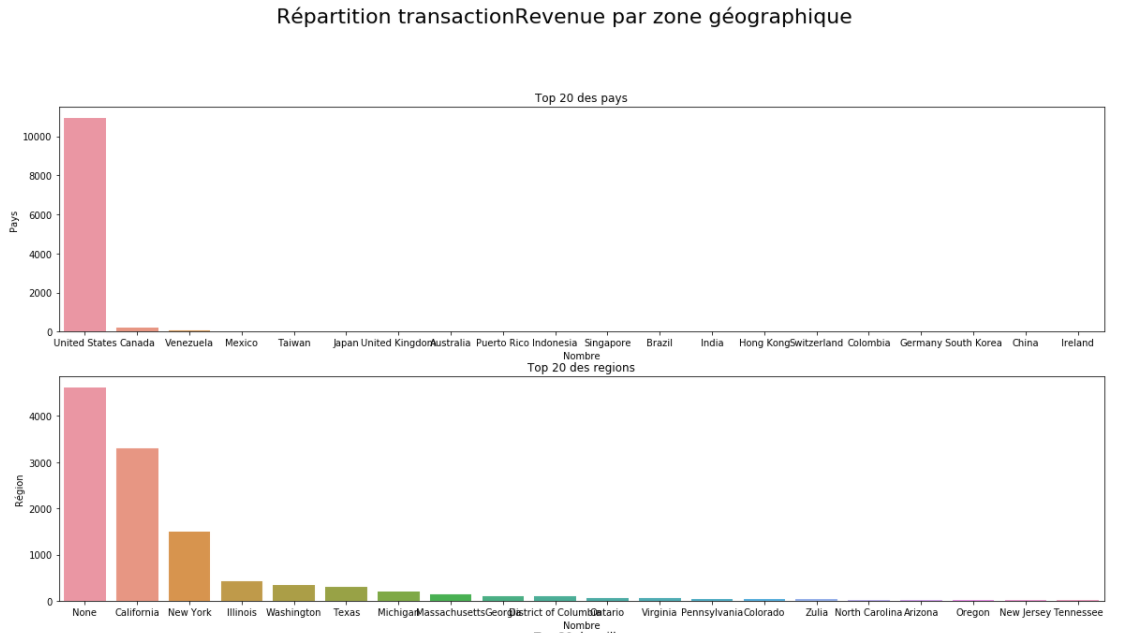 Répartition transactionRevenue par zone géographique
Top 20 des pays
10000
8000
6000
4000
2000
0
Pays
United States Canada Venezuela Mexico Taiwan Japan United Kingdom Australia Puerto Rico Indonesia Singapore Brazil India Hong Kong Switzerland Colombia Germany South Korea China Ireland
Nombre
Top 20 des regions
4000
3000
2000
1000
0
Région
None California New York Illinois Washington Texas Michigan Massachusetts Georgia District of Columbia Ontario Virginia Pennsylvania Colorado Zulia North Carolina Arizona Oregon New Jersey Tennessee
Nombre